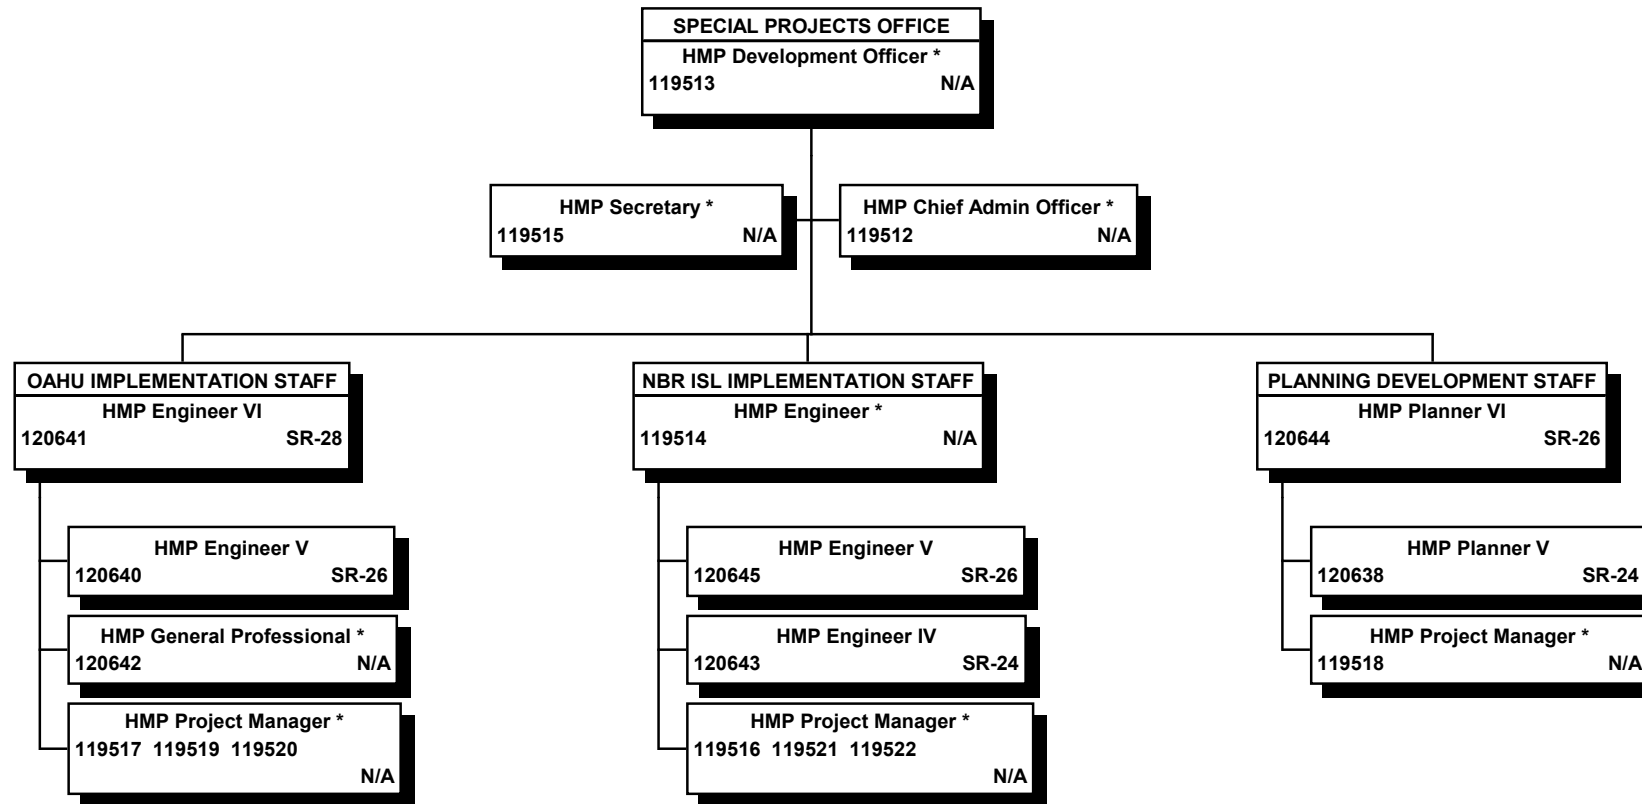 SPECIAL PROJECTS OFFICE
HMP Development Officer *
119513 N/A
HMP Secretary *
119515 N/A
HMP Chief Admin Officer *
119512 N/A
OAHU IMPLEMENTATION STAFF
HMP Engineer VI
120641 SR-28
HMP Engineer V
120640 SR-26
HMP General Professional *
120642 N/A
HMP Project Manager *
119517 119519 119520
N/A
NBR ISL IMPLEMENTATION STAFF
HMP Engineer *
119514 N/A
HMP Engineer V
120645 SR-26
HMP Engineer IV
120643 SR-24
HMP Project Manager *
119516 119521 119522
N/A
PLANNING DEVELOPMENT STAFF
HMP Planner VI
120644 SR-26
HMP Planner V
120638 SR-24
HMP Project Manager *
119518 N/A